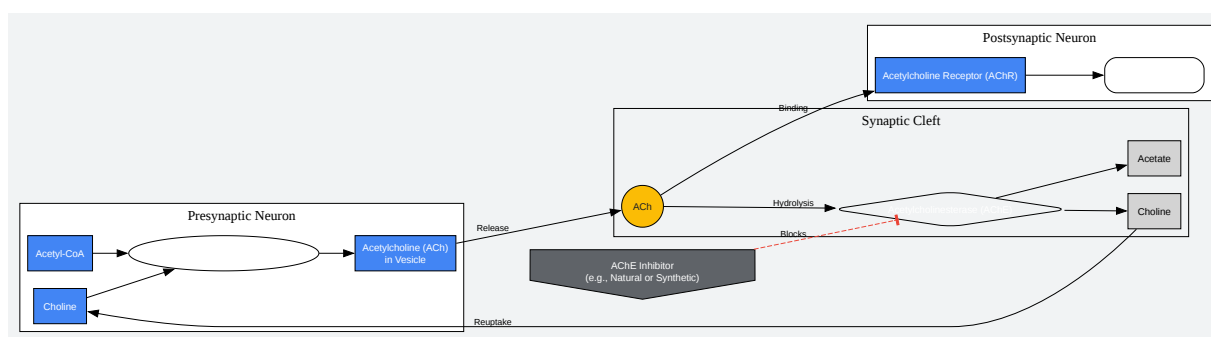 Postsynaptic Neuron
Acetylcholine Receptor (AChR)
Binding
Synaptic Cleft
Acetate
ACh
Hydrolysis
Choline
Presynaptic Neuron
Release
Blocks
Acetyl-CoA
Acetylcholine (ACh)
in Vesicle
AChE Inhibitor
(e.g., Natural or Synthetic)
Choline
Reuptake